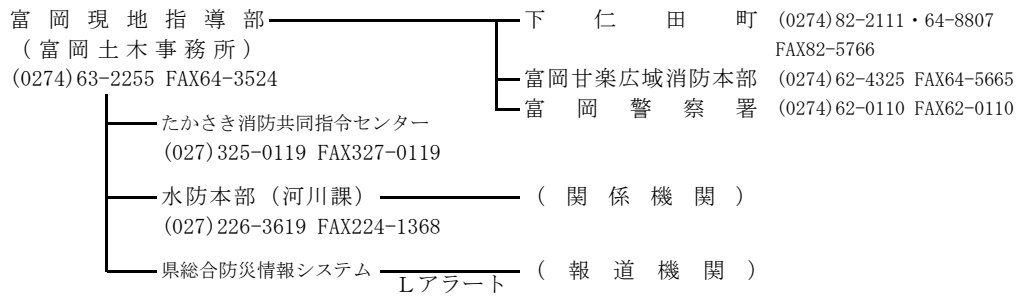 富岡現地指導部 下仁田町 (0274)82-2111・64-8807
(富岡土木事務所) FAX82-5766
(0274)63-2255 FAX64-3524 富岡甘楽広域消防本部 (0274)62-4325 FAX64-5665
富岡警察署 (0274)62-0110 FAX62-0110
たかさき消防共同指令センター
(027)325-0119 FAX327-0119
水防本部(河川課) (関係機関)
(027)226-3619 FAX224-1368
県総合防災情報システム Lアラート (報道機関)